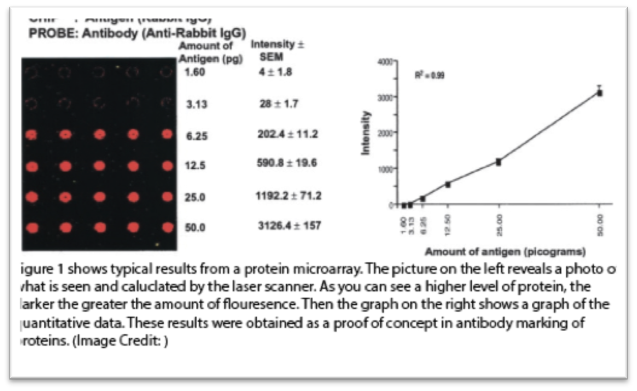 PROBE: Antibody (Anti-Rabbit IgG)
Amount of Antigen (pg) Intensity ± SEM
1.60 4 ± 1.8
3.13 28 ± 1.7
6.25 202.4 ± 11.2
12.5 590.8 ± 19.6
25.0 1192.2 ± 71.2
50.0 3126.4 ± 157
R² = 0.99
Intensity
4000
3000
2000
1000
0
1.60 3.13 6.25 12.50 25.00 50.00
Amount of antigen (picograms)
igure 1 shows typical results from a protein microarray. The picture on the left reveals a photo o
what is seen and caluclated by the laser scanner. As you can see a higher level of protein, the
larker the greater the amount of flouresence. Then the graph on the right shows a graph of the
quantitative data. These results were obtained as a proof of concept in antibody marking of
roteins. (Image Credit: )